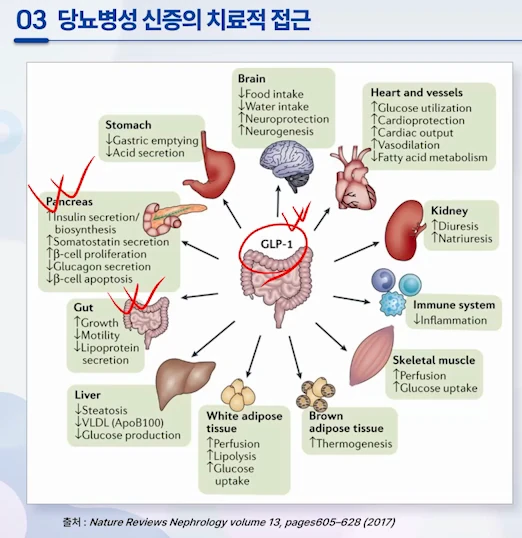 03 당뇨병성 신증의 치료적 접근
Brain
↓Food intake
↓Water intake
↑Neuroprotection
↑Neurogenesis
Heart and vessels
↑Glucose utilization
↑Cardioprotection
↑Cardiac output
↑Vasodilation
↓Fatty acid metabolism
Stomach
↓Gastric emptying
↓Acid secretion
Pancreas
↑Insulin secretion/
biosynthesis
↑Somatostatin secretion
↑β-cell proliferation
↓Glucagon secretion
↓β-cell apoptosis
GLP-1
Kidney
↑Diuresis
↑Natriuresis
Gut
↑Growth
↓Motility
↓Lipoprotein
secretion
Immune system
↓Inflammation
Skeletal muscle
↑Perfusion
↑Glucose uptake
Liver
↓Steatosis
↓VLDL (ApoB100)
↓Glucose production
White adipose
tissue
↑Perfusion
↑Lipolysis
↑Glucose
uptake
Brown
adipose tissue
↑Thermogenesis
출처 : Nature Reviews Nephrology volume 13, pages605–628 (2017)